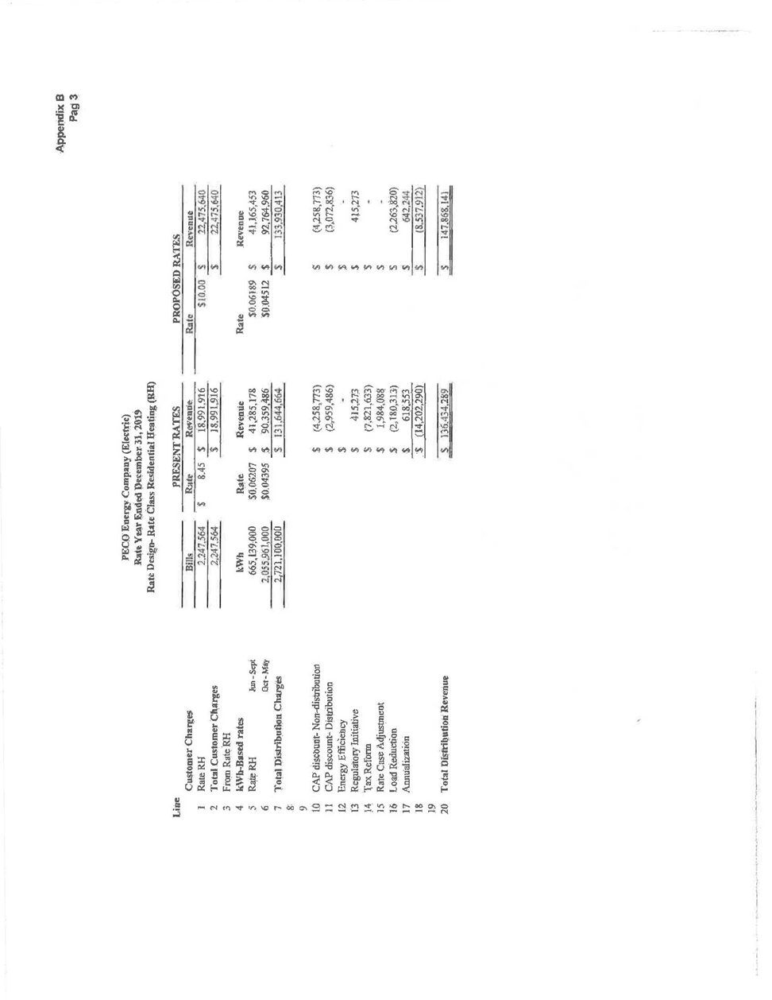 Appendix B
Pag 3
PECO Energy Company (Electric)
Rate Year Ended December 31, 2019
Rate Design- Rate Class Residential Heating (RH)
PRESENT RATES PROPOSED RATES
Line
Customer Charges Bills Rate Revenue Rate Revenue
1 Rate RH 2,247,564 $ 8.45 $ 18,991,916 $10.00 $ 22,475,640
2 Total Customer Charges 2,247,564 $ 18,991,916 $ 22,475,640
3 From Rate RH
4 kWh-Based rates kWh Rate Revenue Rate Revenue
5 Rate RH Jun - Sept 665,139,000 $0.06207 $ 41,285,178 $0.06189 $ 41,165,453
6 Oct - May 2,055,961,000 $0.04395 $ 90,359,486 $0.04512 $ 92,764,960
7 Total Distribution Charges 2,721,100,000 $ 131,644,664 $ 133,930,413
8
9
10 CAP discount- Non-distribution $ (4,258,773) $ (4,258,773)
11 CAP discount- Distribution $ (2,959,486) $ (3,072,836)
12 Energy Efficiency $ - $ -
13 Regulatory Initiative $ 415,273 $ 415,273
14 Tax Reform $ (7,821,633) $ -
15 Rate Case Adjustment $ 1,984,088 $ -
16 Load Reduction $ (2,180,313) $ (2,263,820)
17 Annualization $ 618,553 $ 642,244
18 $ (14,202,290) $ (8,537,912)
19
20 Total Distribution Revenue $ 136,434,289 $ 147,868,141